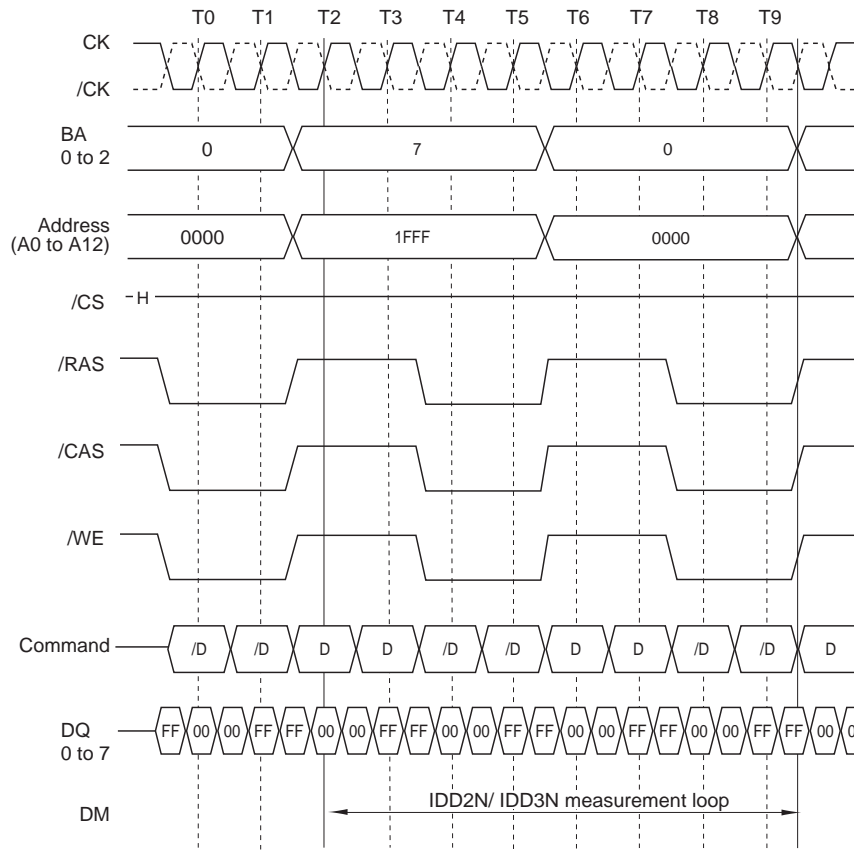 T0 T1 T2 T3 T4 T5 T6 T7 T8 T9
CK
/CK
BA
0 to 2
0 7 0
Address
(A0 to A12)
0000 1FFF 0000
/CS H
/RAS
/CAS
/WE
Command /D /D D D /D /D D D /D /D D
DQ
0 to 7
FF 00 00 FF FF 00 00 FF FF 00 00 FF FF 00 00 FF FF 00 00 FF FF 00 0
IDD2N/ IDD3N measurement loop
DM